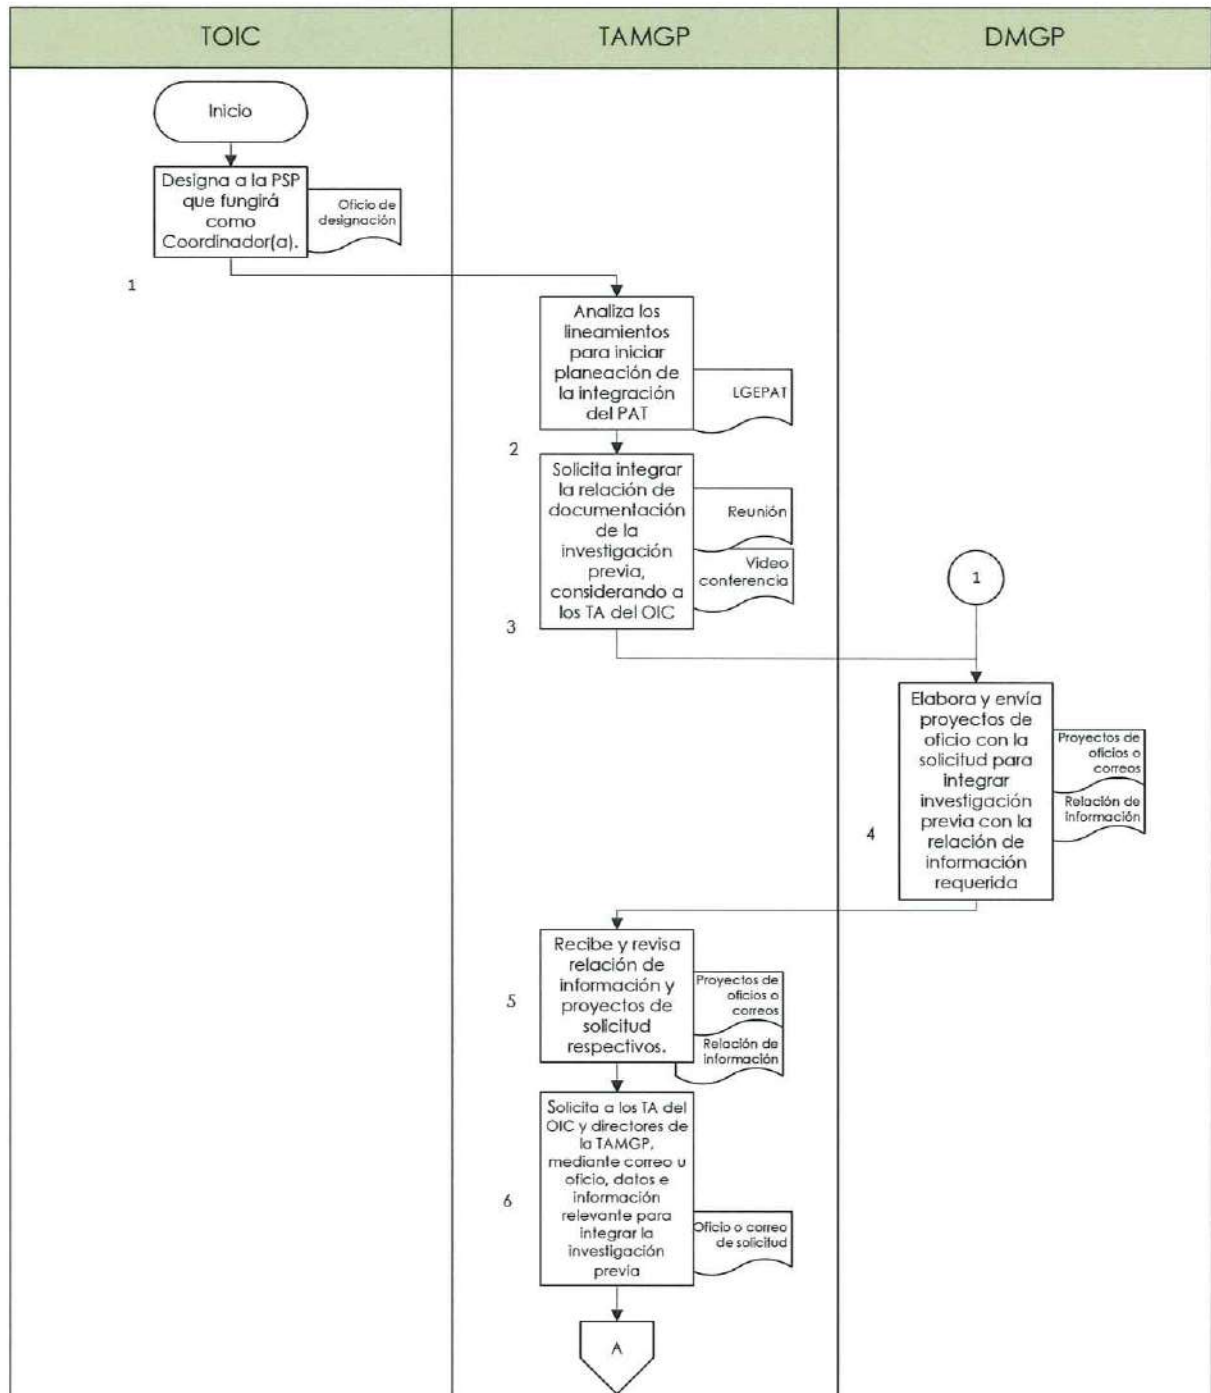 TOIC
TAMGP
DMGP
Inicio
Designa a la PSP
que fungirá
como
Coordinador(a).
Oficio de
designación
1
Analiza los
lineamientos
para iniciar
planeación de
la integración
del PAT
LGEPAT
2
Solicita integrar
la relación de
documentación
de la
investigación
previa,
considerando a
los TA del OIC
Reunión
Video
conferencia
3
1
Elabora y envía
proyectos de
oficio con la
solicitud para
integrar
investigación
previa con la
relación de
información
requerida
Proyectos de
oficios o
correos
Relación de
información
4
Recibe y revisa
relación de
información y
proyectos de
solicitud
respectivos.
Proyectos de
oficios o
correos
Relación de
información
5
Solicita a los TA del
OIC y directores de
la TAMGP,
mediante correo u
oficio, datos e
información
relevante para
integrar la
investigación
previa
Oficio o correo
de solicitud
6
A